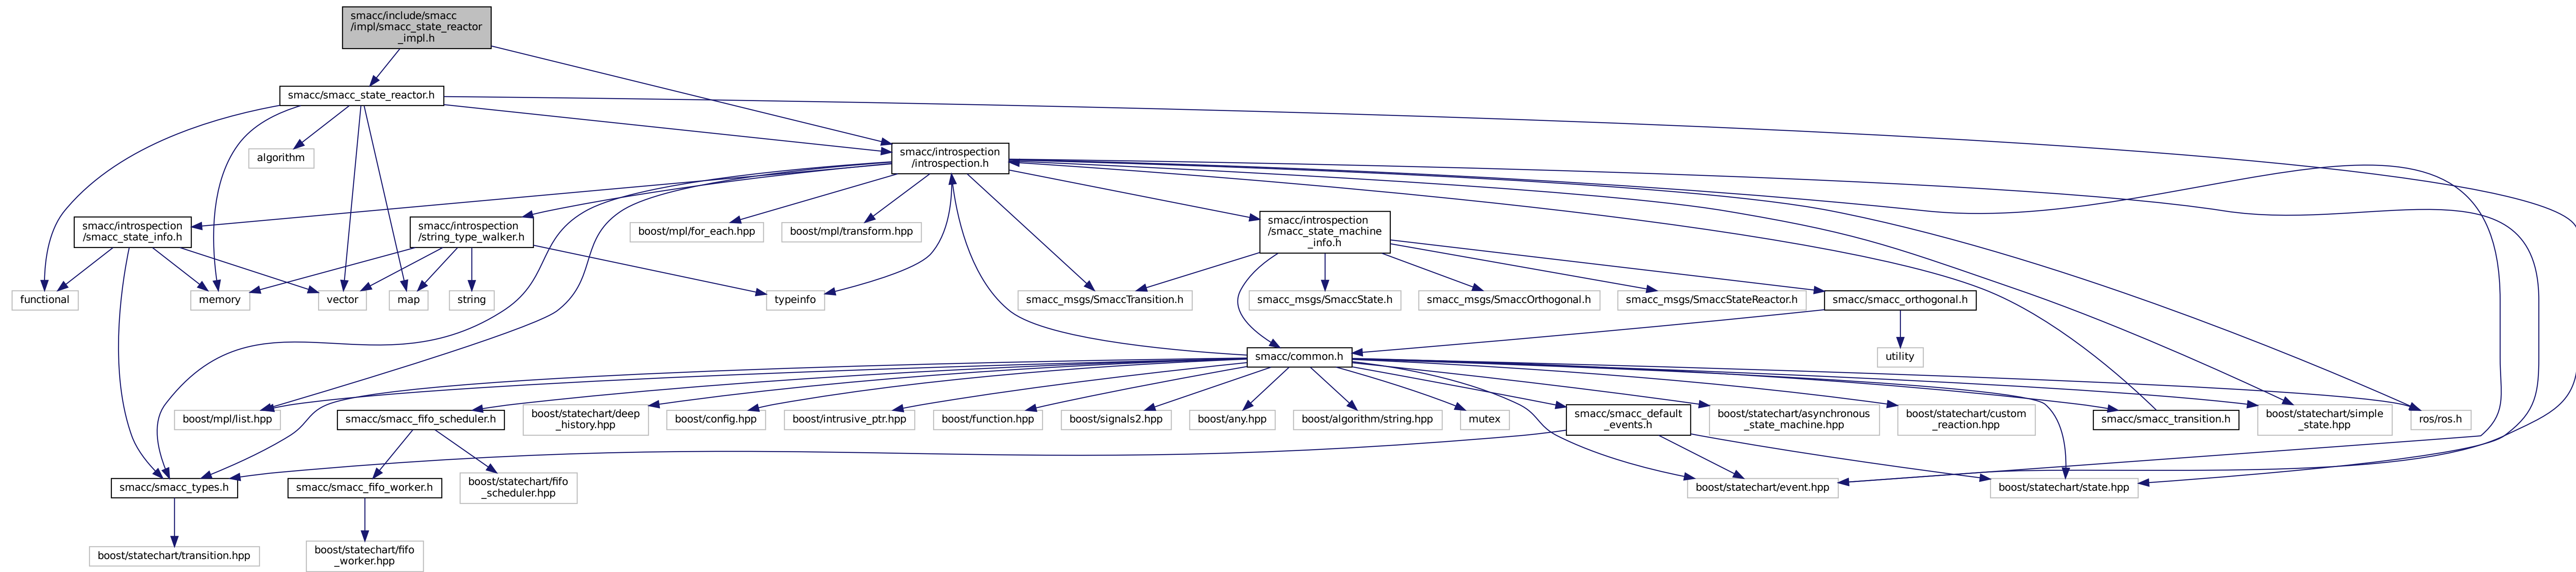 smacc/include/smacc
/impl/smacc_state_reactor
_impl.h
smacc/smacc_state_reactor.h
algorithm
smacc/introspection
/introspection.h
smacc/introspection
/smacc_state_info.h
smacc/introspection
/string_type_walker.h
boost/mpl/for_each.hpp
boost/mpl/transform.hpp
smacc/introspection
/smacc_state_machine
_info.h
functional
memory
vector
map
string
typeinfo
smacc_msgs/SmaccTransition.h
smacc_msgs/SmaccState.h
smacc_msgs/SmaccOrthogonal.h
smacc_msgs/SmaccStateReactor.h
smacc/smacc_orthogonal.h
smacc/common.h
utility
boost/mpl/list.hpp
smacc/smacc_fifo_scheduler.h
boost/statechart/deep
_history.hpp
boost/config.hpp
boost/intrusive_ptr.hpp
boost/function.hpp
boost/signals2.hpp
boost/any.hpp
boost/algorithm/string.hpp
mutex
smacc/smacc_default
_events.h
boost/statechart/asynchronous
_state_machine.hpp
boost/statechart/custom
_reaction.hpp
smacc/smacc_transition.h
boost/statechart/simple
_state.hpp
ros/ros.h
smacc/smacc_types.h
smacc/smacc_fifo_worker.h
boost/statechart/fifo
_scheduler.hpp
boost/statechart/event.hpp
boost/statechart/state.hpp
boost/statechart/transition.hpp
boost/statechart/fifo
_worker.hpp